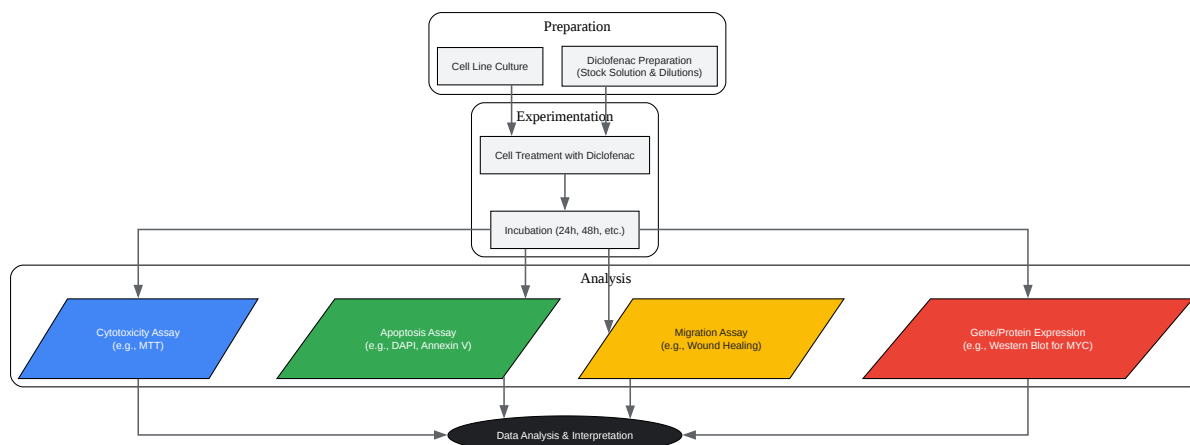 Preparation
Cell Line Culture
Diclofenac Preparation
(Stock Solution & Dilutions)
Experimentation
Cell Treatment with Diclofenac
Incubation (24h, 48h, etc.)
Analysis
Cytotoxicity Assay
(e.g., MTT)
Apoptosis Assay
(e.g., DAPI, Annexin V)
Migration Assay
(e.g., Wound Healing)
Gene/Protein Expression
(e.g., Western Blot for MYC)
Data Analysis & Interpretation